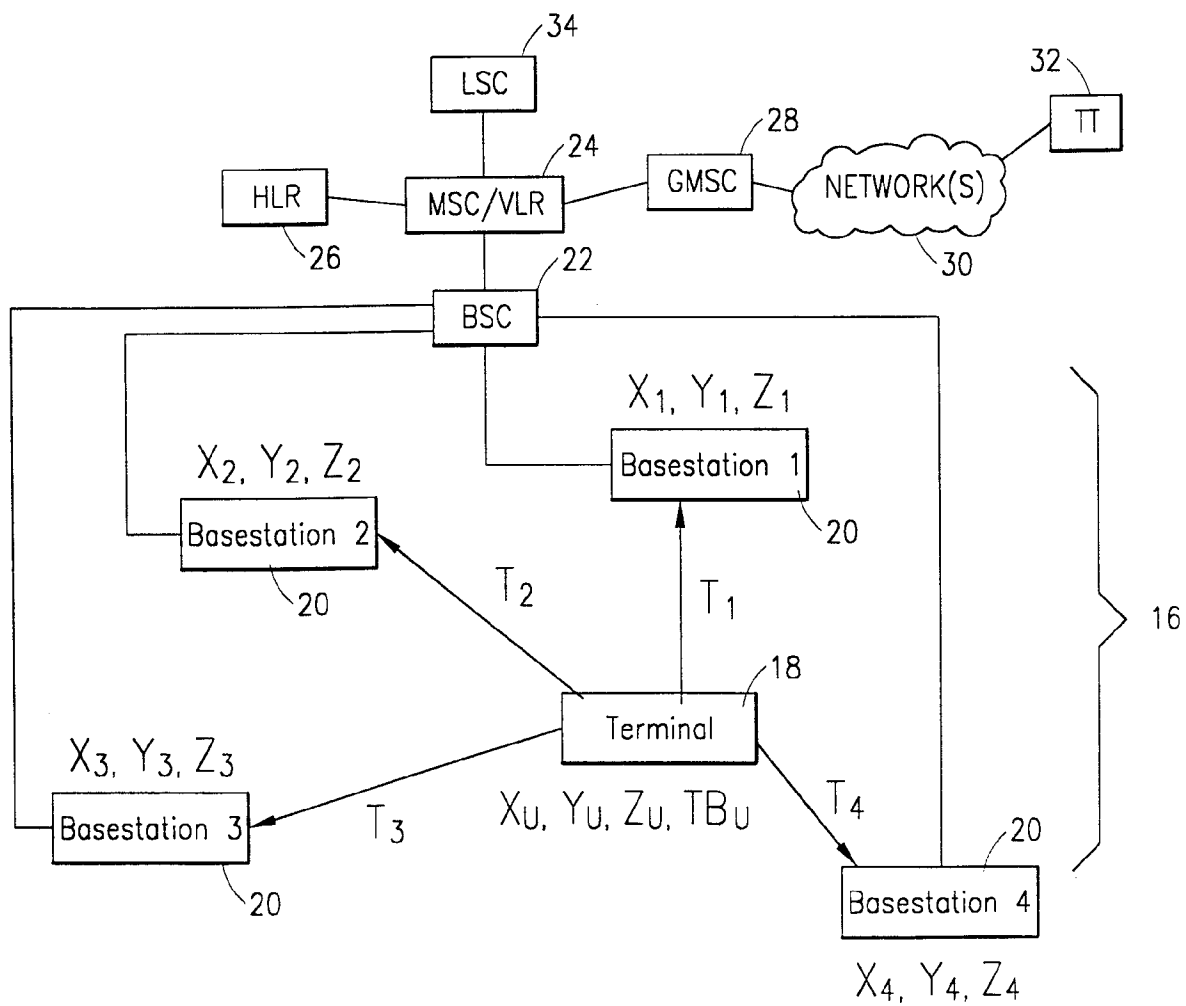 34
LSC
32
TT
28
GMSC
24
MSC/VLR
HLR
26
NETWORK(S)
30
22
BSC
X1, Y1, Z1
Basestation 1
20
X2, Y2, Z2
Basestation 2
20
T2
T1
16
18
Terminal
XU, YU, ZU, TBU
X3, Y3, Z3
Basestation 3
20
T3
T4
20
Basestation 4
X4, Y4, Z4